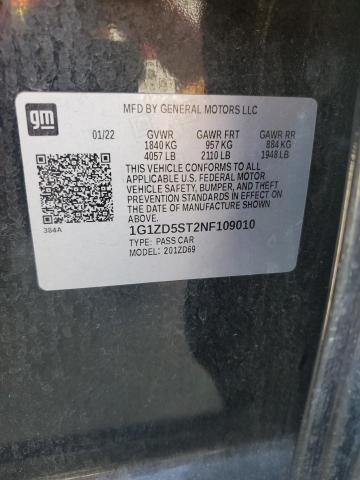 gm
MFD BY GENERAL MOTORS LLC
01/22 GVWR GAWR FRT GAWR RR
1840 KG 957 KG 884 KG
4057 LB 2110 LB 1948 LB
THIS VEHICLE CONFORMS TO ALL
APPLICABLE U.S. FEDERAL MOTOR
VEHICLE SAFETY, BUMPER, AND THEFT
PREVENTION STANDARDS IN EFFECT ON
THE DATE OF MANUFACTURE SHOWN
ABOVE.
384A
1G1ZD5ST2NF109010
TYPE: PASS CAR
MODEL: 201ZD69